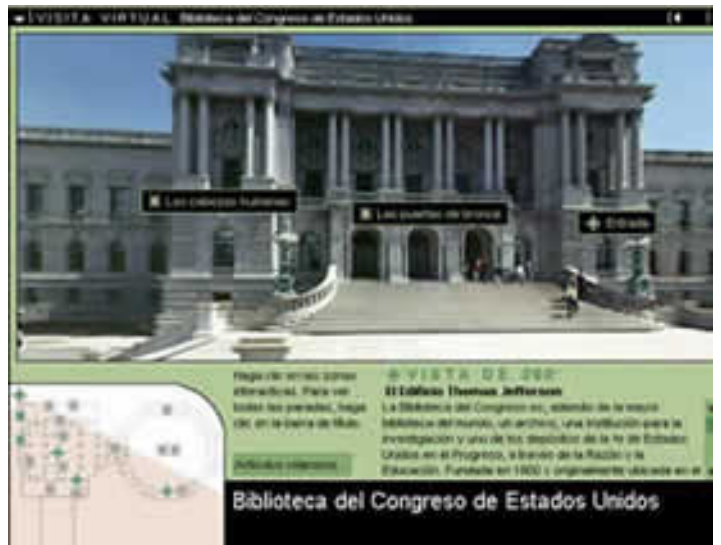 VISITA VIRTUAL Biblioteca del Congreso de Estados Unidos
Las cabezas humanas
Las puertas de bronce
Entrada
Haga clic en las zonas
interactivas. Para ver
todas las paradas, haga
clic en la barra de título.
Artículos
VISTA DE 360°
El Edificio Thomas Jefferson
La Biblioteca del Congreso es, además de la mayor
biblioteca del mundo, un archivo, una institución para la
investigación y uno de los depósitos de la fe de Estados
Unidos en el Progreso, a través de la Razón y la
Educación. Fundada en 1800 y originalmente ubicada en el
Biblioteca del Congreso de Estados Unidos